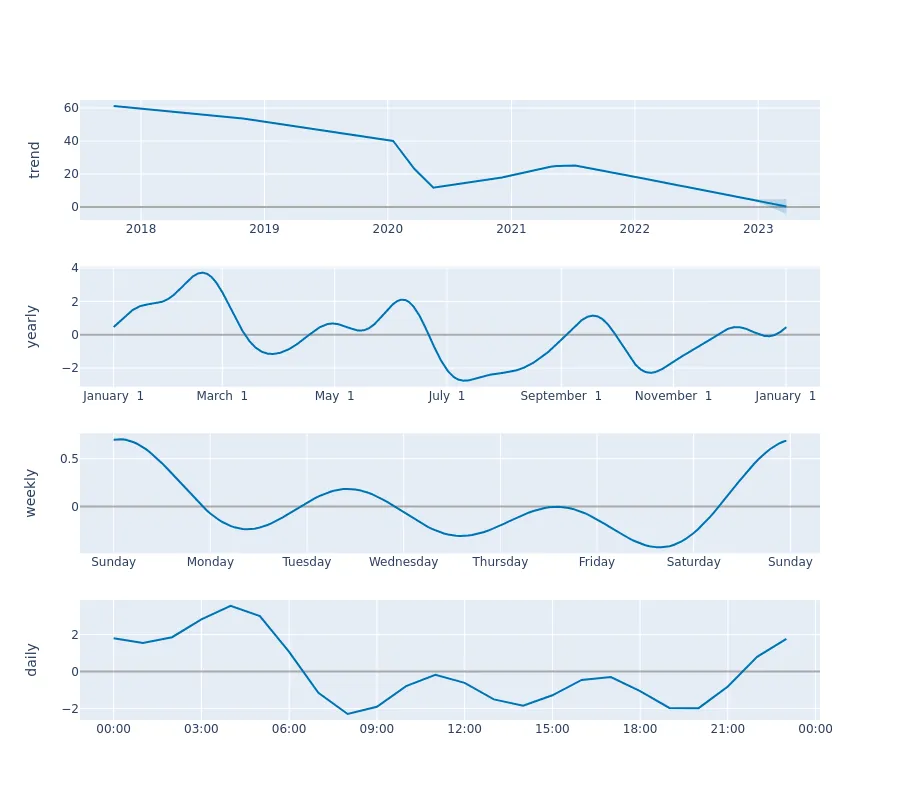 trend
60
40
20
0
2018 2019 2020 2021 2022 2023
yearly
4
2
0
−2
January 1 March 1 May 1 July 1 September 1 November 1 January 1
weekly
0.5
0
Sunday Monday Tuesday Wednesday Thursday Friday Saturday Sunday
daily
2
0
−2
00:00 03:00 06:00 09:00 12:00 15:00 18:00 21:00 00:00